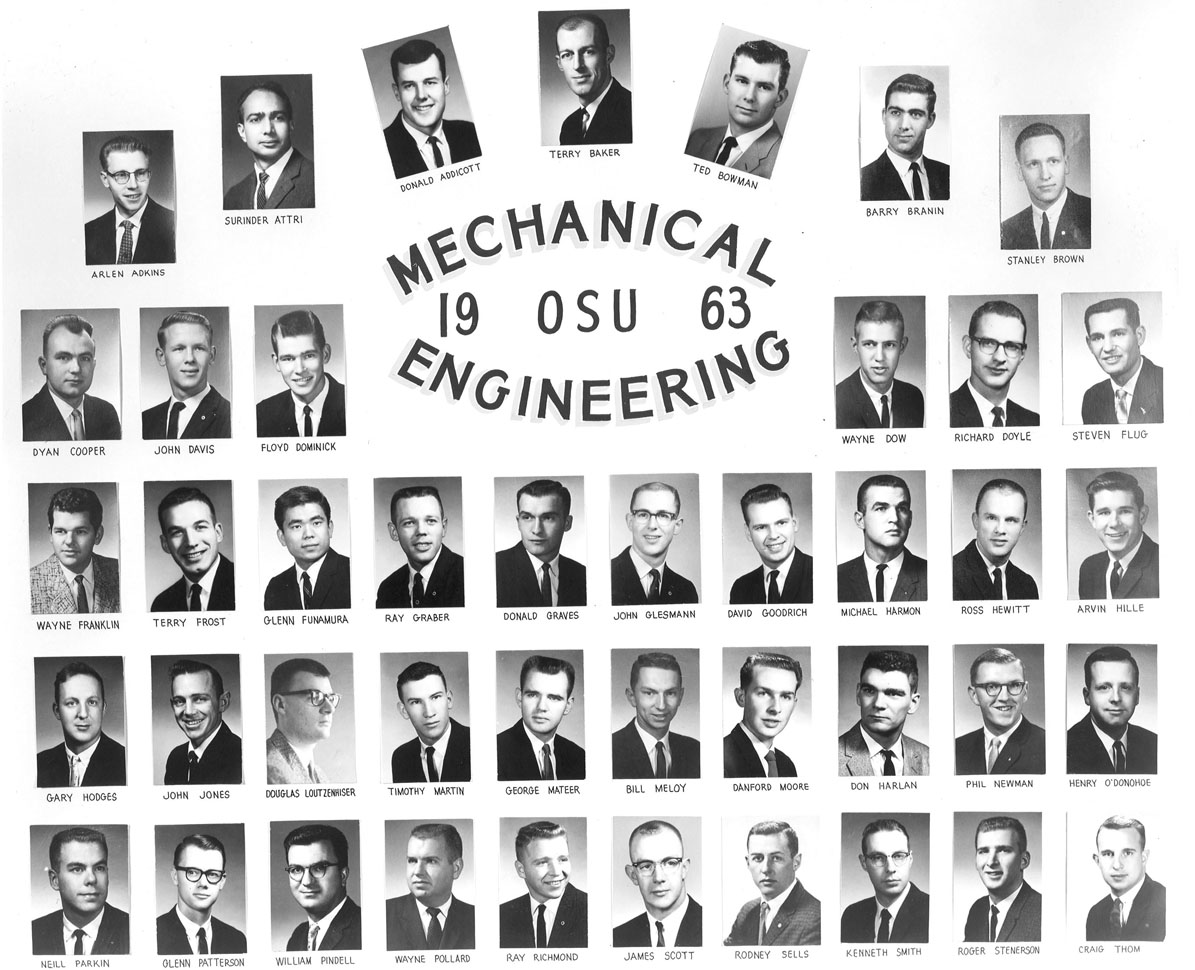 TERRY BAKER
DONALD ADDICOTT
TED BOWMAN
SURINDER ATTRI
BARRY BRANIN
ARLEN ADKINS
STANLEY BROWN
MECHANICAL
19 OSU 63
ENGINEERING
DYAN COOPER
JOHN DAVIS
FLOYD DOMINICK
WAYNE DOW
RICHARD DOYLE
STEVEN FLUG
WAYNE FRANKLIN
TERRY FROST
GLENN FUNAMURA
RAY GRABER
DONALD GRAVES
JOHN GLESMANN
DAVID GOODRICH
MICHAEL HARMON
ROSS HEWITT
ARVIN HILLE
GARY HODGES
JOHN JONES
DOUGLAS LOUTZENHISER
TIMOTHY MARTIN
GEORGE MATEER
BILL MELOY
DANFORD MOORE
DON HARLAN
PHIL NEWMAN
HENRY O'DONOHOE
NEILL PARKIN
GLENN PATTERSON
WILLIAM PINDELL
WAYNE POLLARD
RAY RICHMOND
JAMES SCOTT
RODNEY SELLS
KENNETH SMITH
ROGER STENERSON
CRAIG THOM